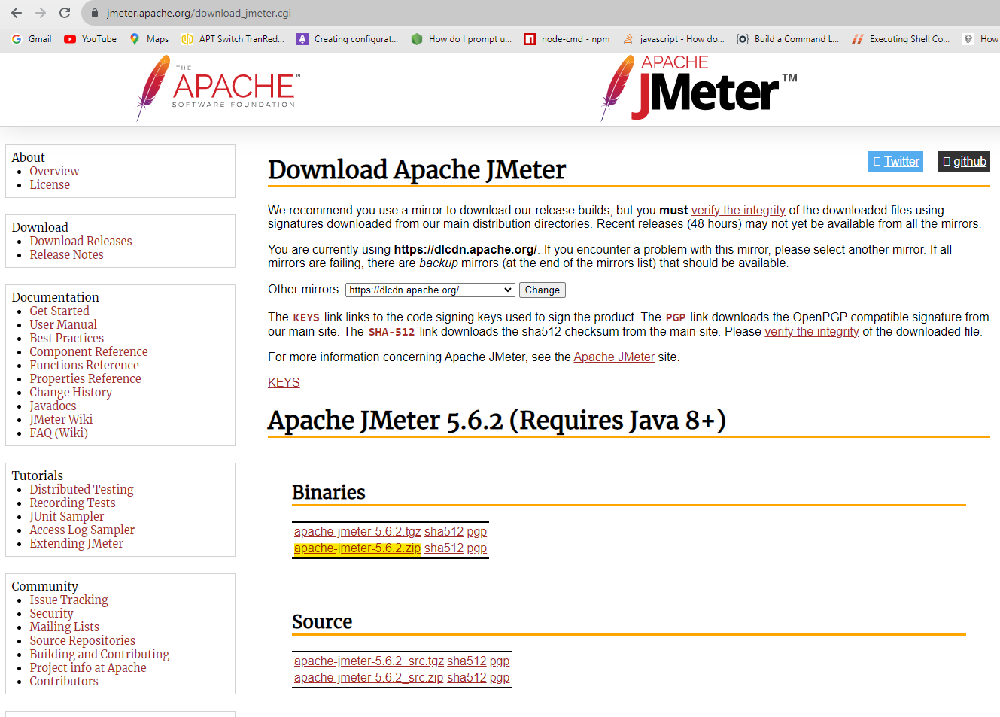 jmeter.apache.org/download_jmeter.cgi
Gmail YouTube Maps APT Switch TranRed... Creating configurat... How do I prompt u... node-cmd - npm javascript - How do... Build a Command L... Executing Shell Co... How
THE
APACHE®
SOFTWARE FOUNDATION
APACHE
JMeter™
About
Overview
License
Download
Download Releases
Release Notes
Documentation
Get Started
User Manual
Best Practices
Component Reference
Functions Reference
Properties Reference
Change History
Javadocs
JMeter Wiki
FAQ (Wiki)
Tutorials
Distributed Testing
Recording Tests
JUnit Sampler
Access Log Sampler
Extending JMeter
Community
Issue Tracking
Security
Mailing Lists
Source Repositories
Building and Contributing
Project info at Apache
Contributors
Twitter github
Download Apache JMeter
We recommend you use a mirror to download our release builds, but you must verify the integrity of the downloaded files using
signatures downloaded from our main distribution directories. Recent releases (48 hours) may not yet be available from all the mirrors.
You are currently using https://dlcdn.apache.org/. If you encounter a problem with this mirror, please select another mirror. If all
mirrors are failing, there are backup mirrors (at the end of the mirrors list) that should be available.
Other mirrors: https://dlcdn.apache.org/ Change
The KEYS link links to the code signing keys used to sign the product. The PGP link downloads the OpenPGP compatible signature from
our main site. The SHA-512 link downloads the sha512 checksum from the main site. Please verify the integrity of the downloaded file.
For more information concerning Apache JMeter, see the Apache JMeter site.
KEYS
Apache JMeter 5.6.2 (Requires Java 8+)
Binaries
apache-jmeter-5.6.2.tgz sha512 pgp
apache-jmeter-5.6.2.zip sha512 pgp
Source
apache-jmeter-5.6.2_src.tgz sha512 pgp
apache-jmeter-5.6.2_src.zip sha512 pgp